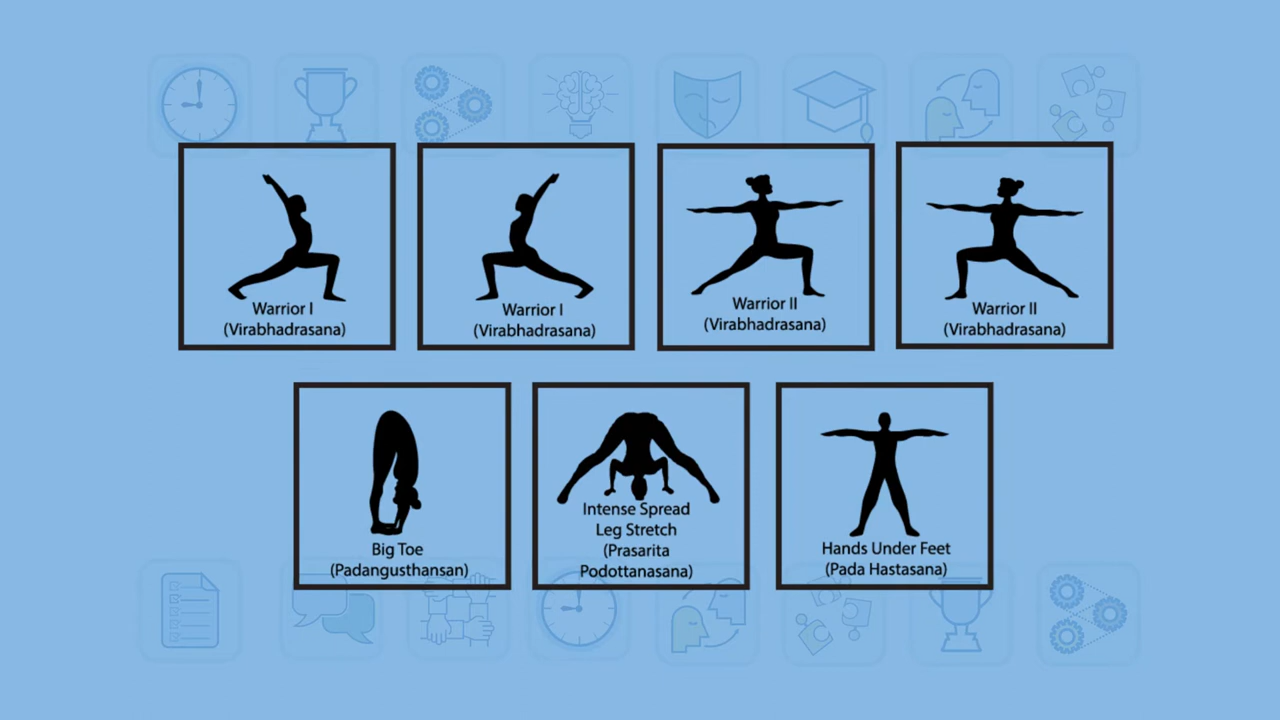 Warrior I
(Virabhadrasana)
Warrior I
(Virabhadrasana)
Warrior II
(Virabhadrasana)
Warrior II
(Virabhadrasana)
Big Toe
(Padangusthansan)
Intense Spread
Leg Stretch
(Prasarita
Podottanasana)
Hands Under Feet
(Pada Hastasana)